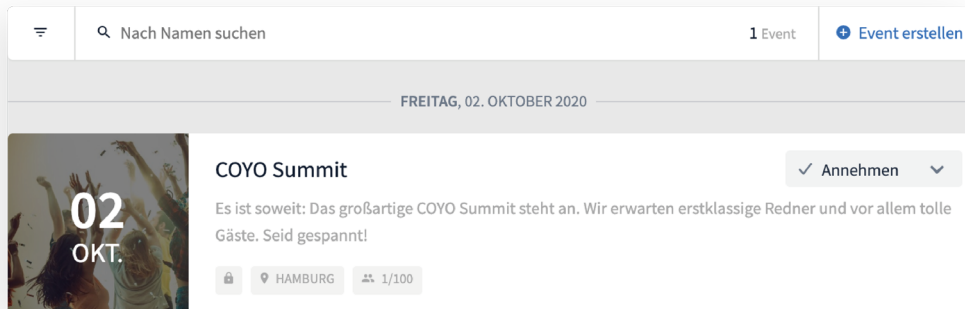 Nach Namen suchen
1 Event
Event erstellen
FREITAG, 02. OKTOBER 2020
02
OKT.
COYO Summit
Annehmen
Es ist soweit: Das großartige COYO Summit steht an. Wir erwarten erstklassige Redner und vor allem tolle
Gäste. Seid gespannt!
HAMBURG
1/100